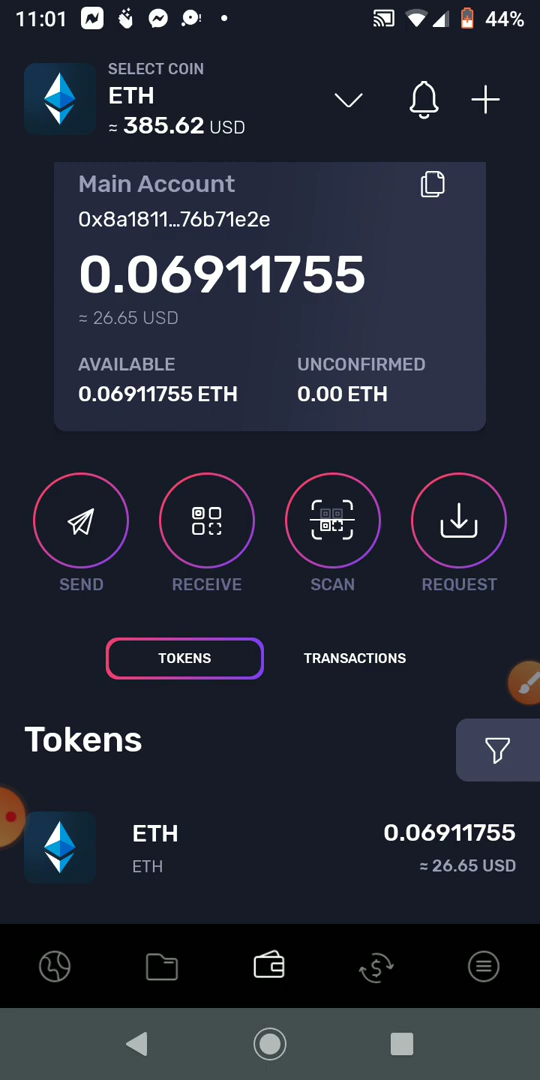 11:01 44%
SELECT COIN
ETH
≈ 385.62 USD
Main Account
0x8a1811...76b71e2e
0.06911755
≈ 26.65 USD
AVAILABLE UNCONFIRMED
0.06911755 ETH 0.00 ETH
SEND RECEIVE SCAN REQUEST
TOKENS TRANSACTIONS
Tokens
ETH 0.06911755
ETH ≈ 26.65 USD